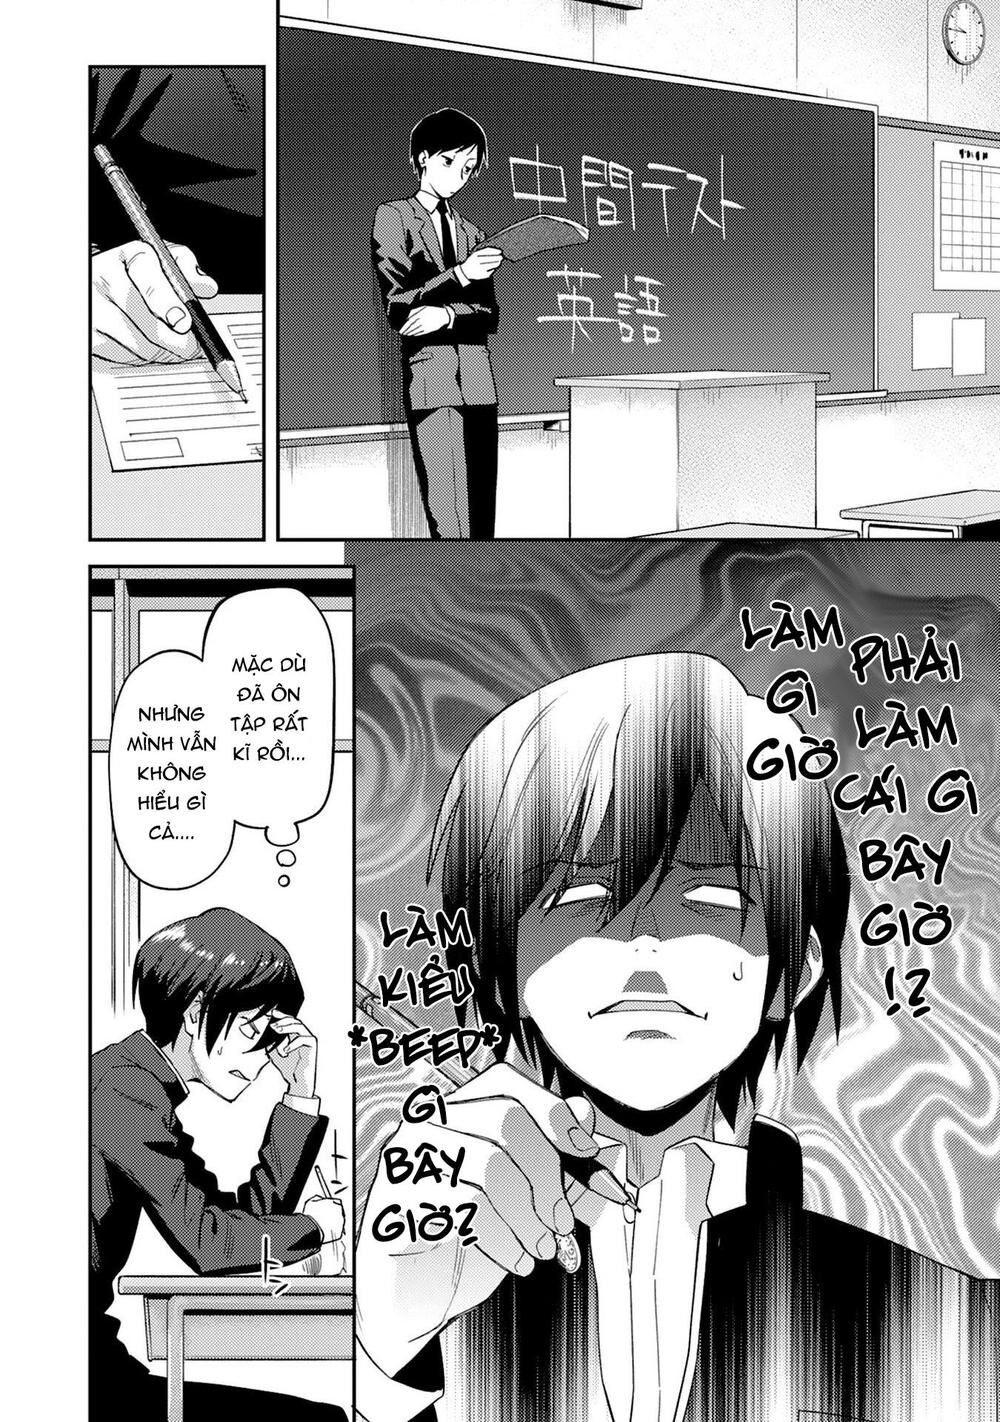 中間テスト
英語
PHẢI
LÀM
CÁI GÌ
BÂY
GIỜ
!?
LÀM
GÌ
GIỜ
LÀM
KIỂU
*BEEP*
GÌ
BÂY
GIỜ?
MẶC DÙ
ĐÃ ÔN
TẬP RẤT
KĨ RỒI...
NHƯNG
MÌNH VẪN
KHÔNG
HIỂU GÌ
CẢ....